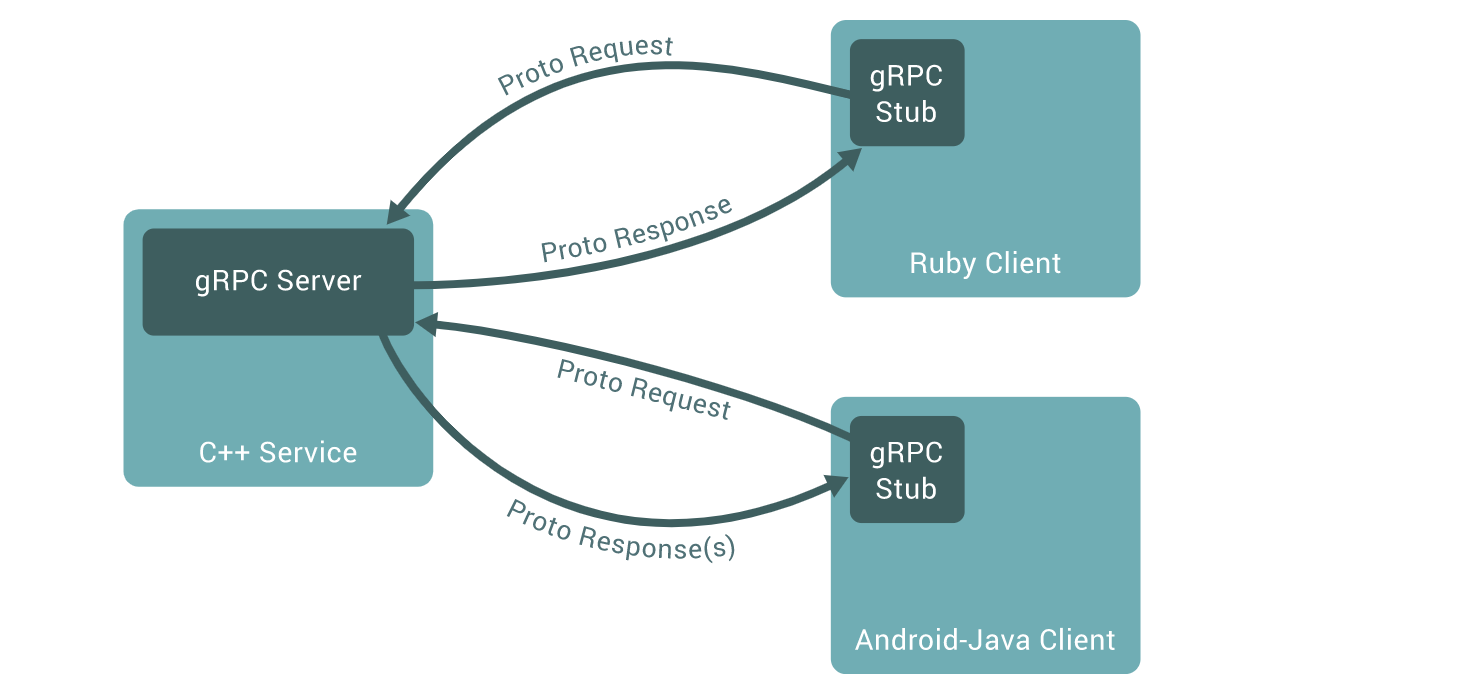 Proto Request
gRPC
Stub
Proto Response
Ruby Client
gRPC Server
C++ Service
Proto Request
gRPC
Stub
Proto Response(s)
Android-Java Client